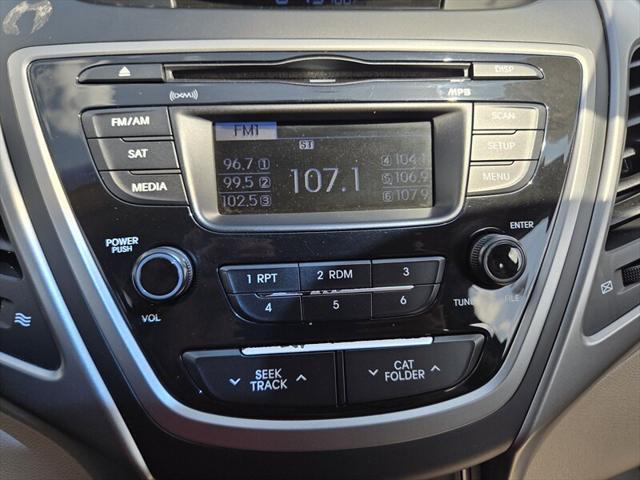 DISP
XM
MP3
FM/AM
SCAN
FM1
ST
SAT
SETUP
96.7 1
4 104.1
99.5 2
107.1
5 106.9
102.5 3
6 107.9
MEDIA
MENU
POWER
PUSH
ENTER
1 RPT
2 RDM
3
4
5
6
VOL
TUNE
FILE
SEEK
TRACK
CAT
FOLDER